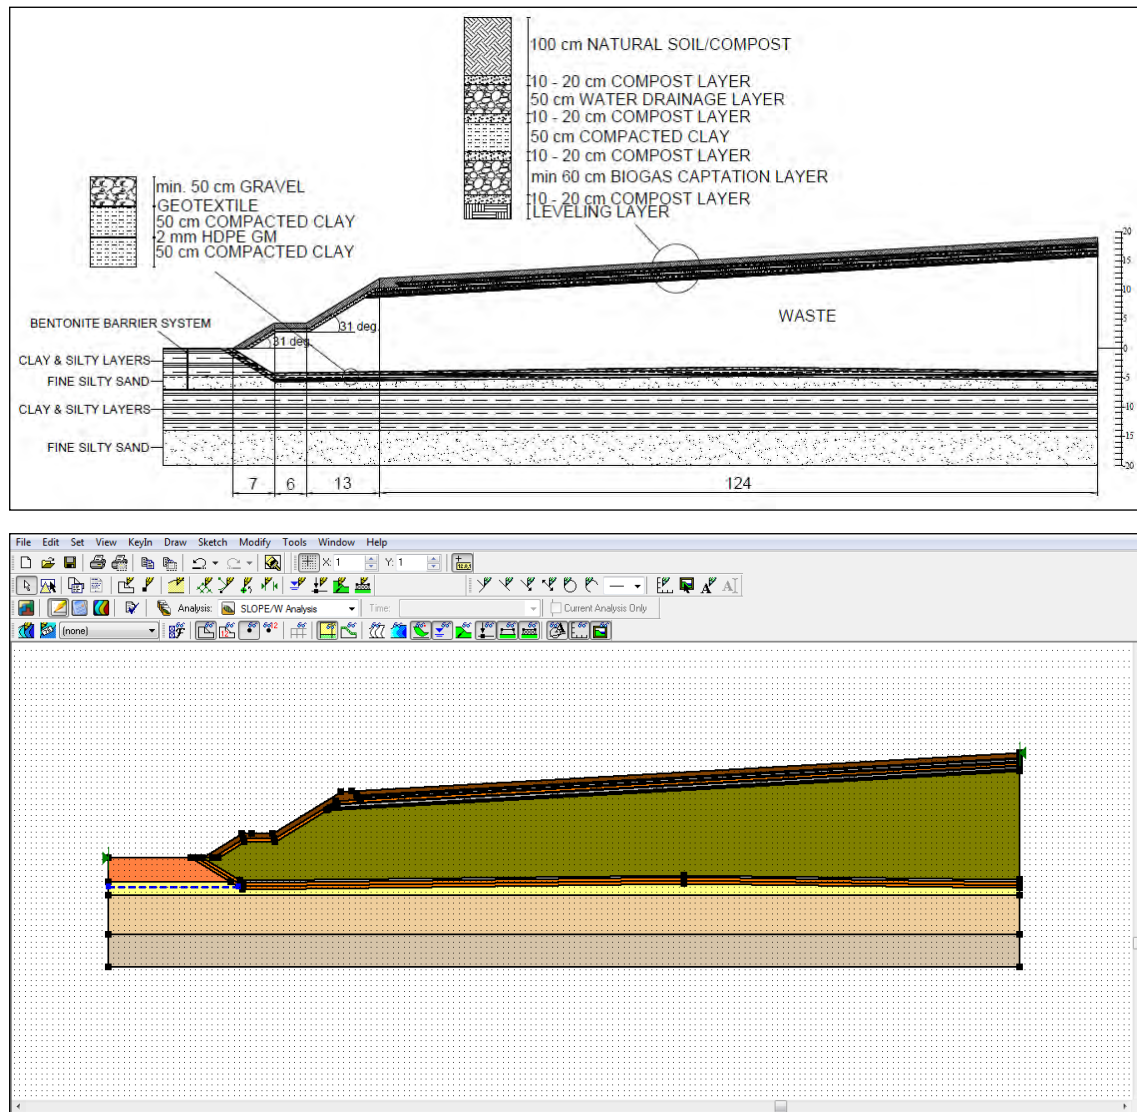 100 cm NATURAL SOIL/COMPOST
10 - 20 cm COMPOST LAYER
50 cm WATER DRAINAGE LAYER
10 - 20 cm COMPOST LAYER
50 cm COMPACTED CLAY
10 - 20 cm COMPOST LAYER
min 60 cm BIOGAS CAPTATION LAYER
10 - 20 cm COMPOST LAYER
LEVELING LAYER
min. 50 cm GRAVEL
GEOTEXTILE
50 cm COMPACTED CLAY
2 mm HDPE GM
50 cm COMPACTED CLAY
20
15
10
5
0
-5
-10
-15
-20
WASTE
31 deg.
31 deg.
BENTONITE BARRIER SYSTEM
CLAY & SILTY LAYERS
FINE SILTY SAND
CLAY & SILTY LAYERS
FINE SILTY SAND
7 6 13 124
File Edit Set View KeyIn Draw Sketch Modify Tools Window Help
X: 1 Y: 1
Analysis: SLOPE/W Analysis Time: Current Analysis Only
(none)